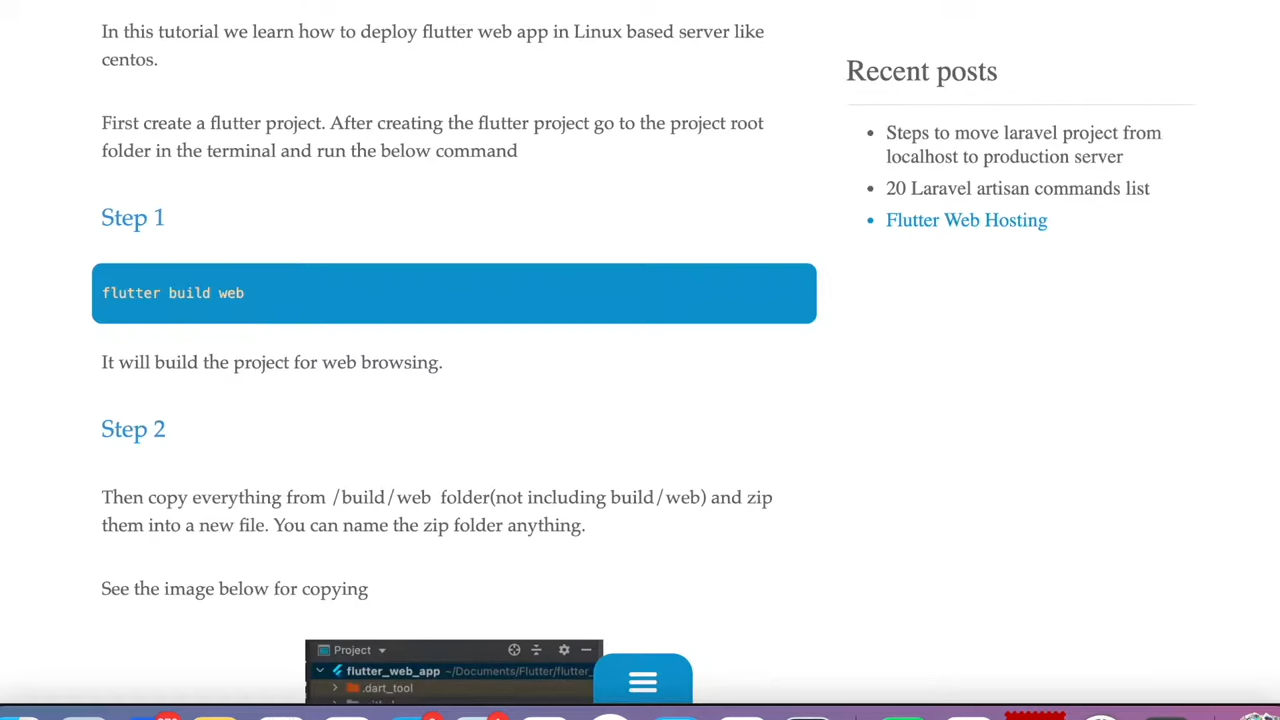 In this tutorial we learn how to deploy flutter web app in Linux based server like
centos.
First create a flutter project. After creating the flutter project go to the project root
folder in the terminal and run the below command
Step 1
flutter build web
It will build the project for web browsing.
Step 2
Then copy everything from /build/web folder(not including build/web) and zip
them into a new file. You can name the zip folder anything.
See the image below for copying
Project
flutter_web_app ~/Documents/Flutter/flutter_
.dart_tool
Recent posts
Steps to move laravel project from
localhost to production server
20 Laravel artisan commands list
Flutter Web Hosting